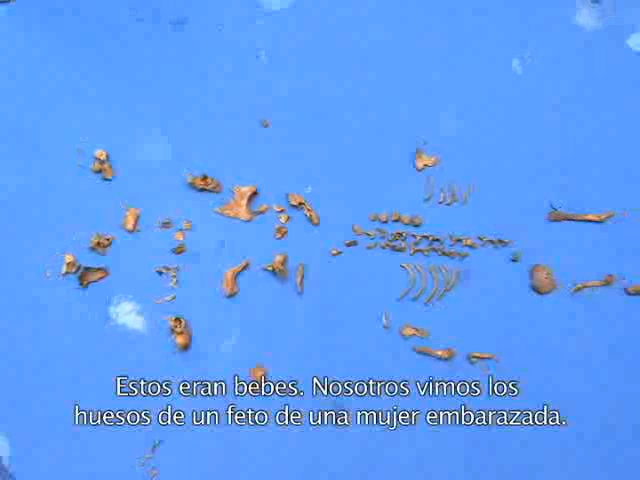 Estos eran bebes. Nosotros vimos los
huesos de un feto de una mujer embarazada.